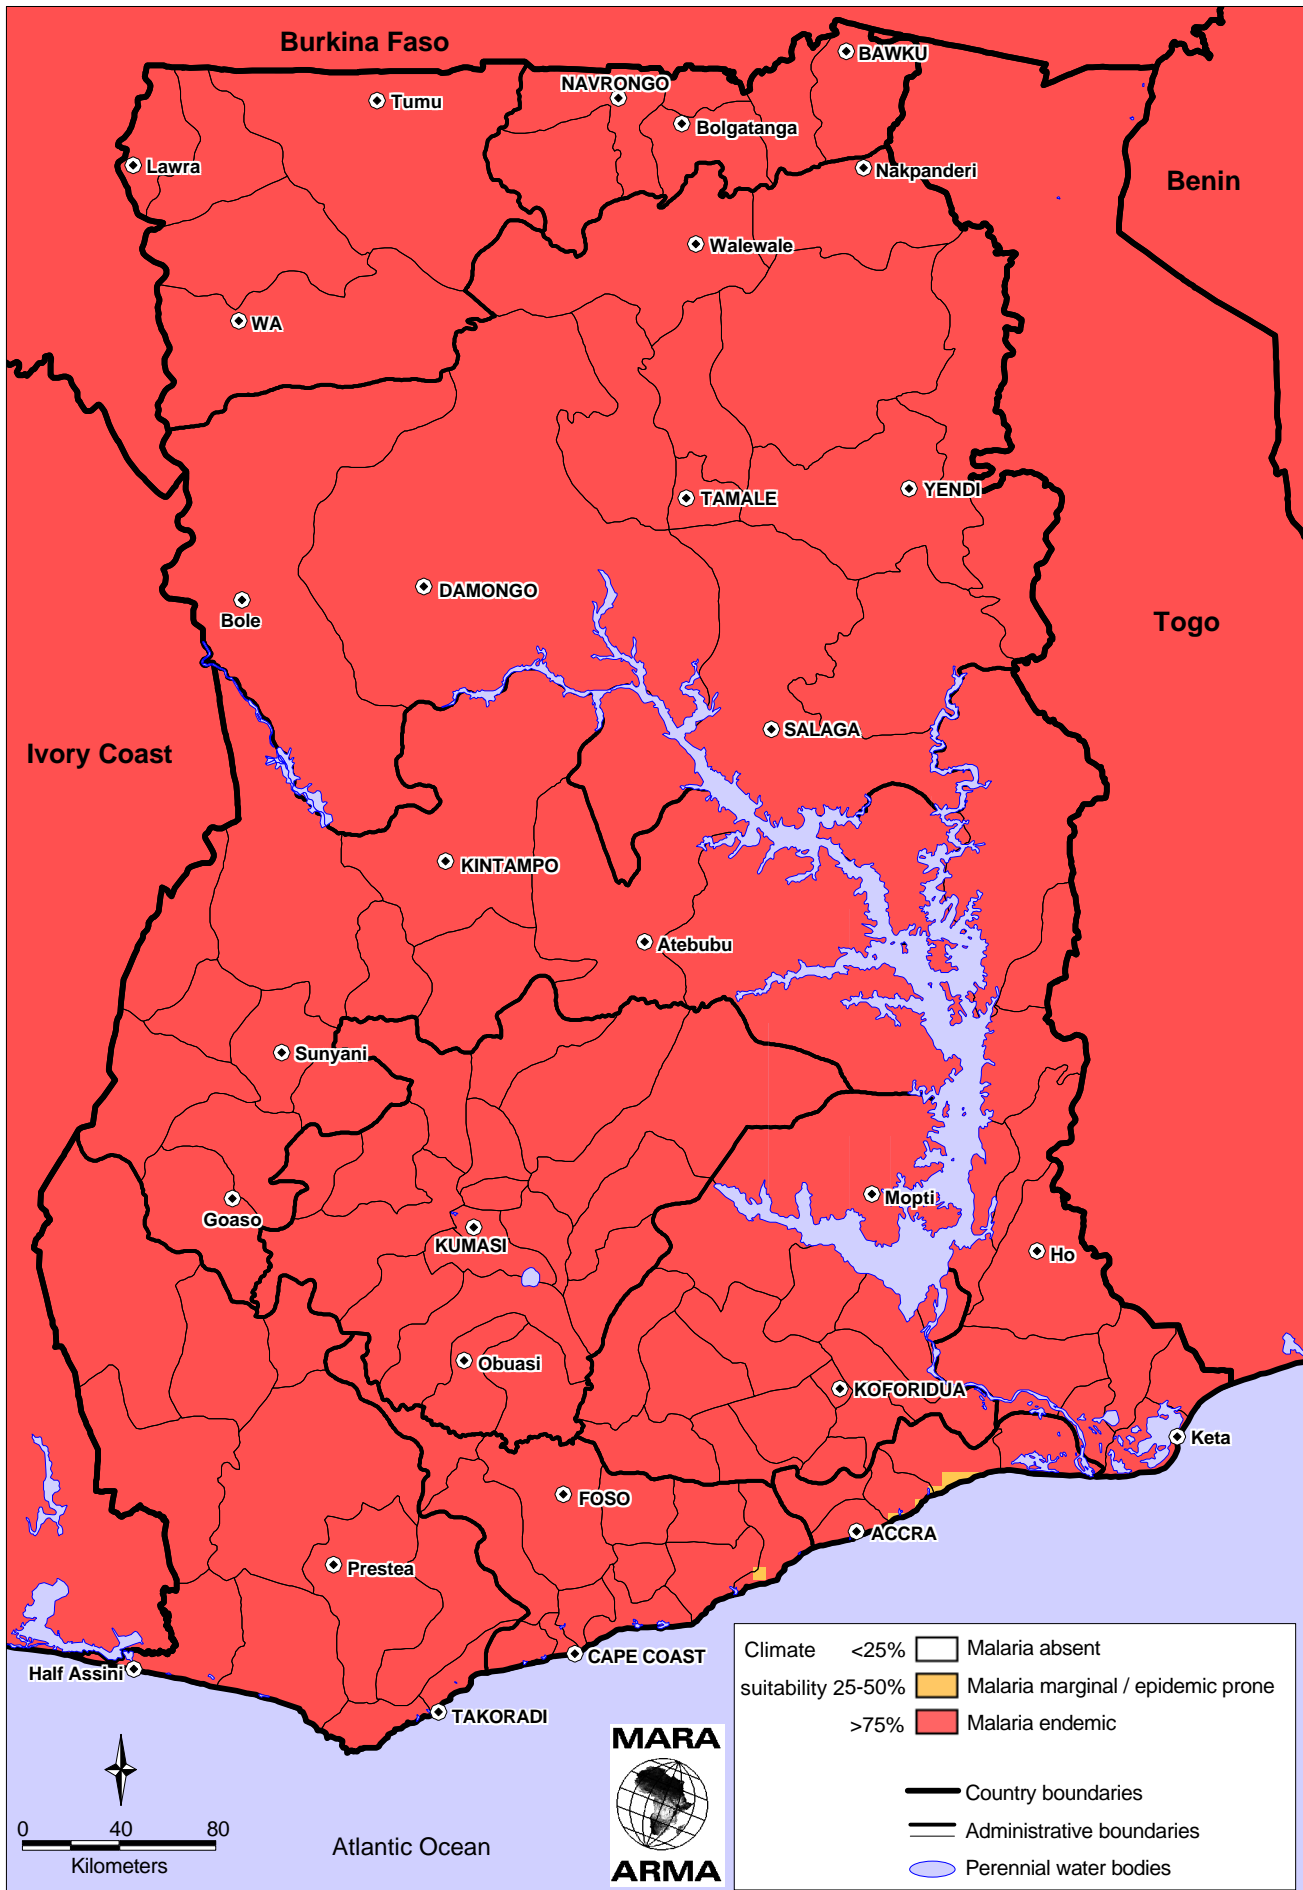 Burkina Faso
BAWKU
NAVRONGO
Tumu
Bolgatanga
Lawra
Nakpanderi
Benin
Walewale
WA
YENDI
TAMALE
DAMONGO
Bole
Togo
SALAGA
Ivory Coast
KINTAMPO
Atebubu
Sunyani
Mopti
Goaso
KUMASI
Ho
Obuasi
KOFORIDUA
Keta
FOSO
ACCRA
Prestea
CAPE COAST
Half Assini
TAKORADI
Climate <25% Malaria absent
suitability 25-50% Malaria marginal / epidemic prone
>75% Malaria endemic
Country boundaries
Administrative boundaries
Perennial water bodies
MARA
ARMA
0 40 80
Kilometers
Atlantic Ocean